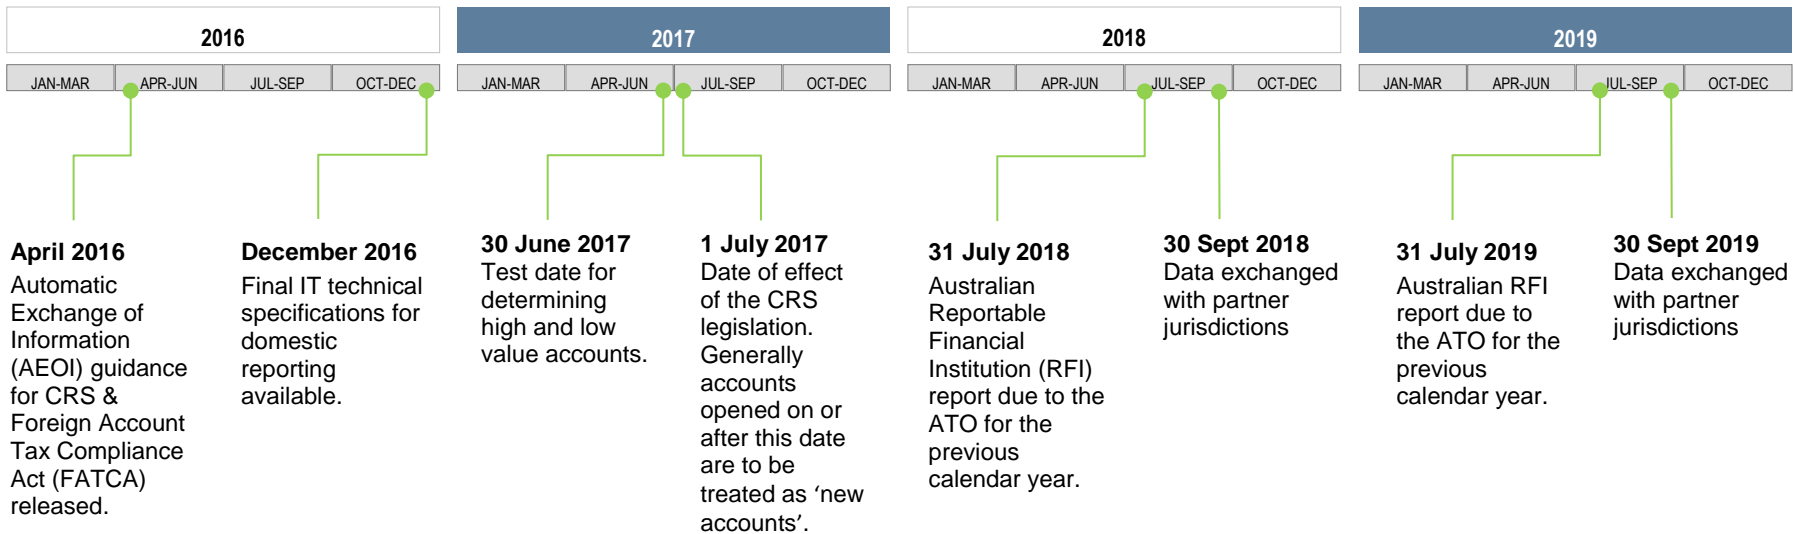 2016
2017
2018
2019
JAN-MAR
APR-JUN
JUL-SEP
OCT-DEC
JAN-MAR
APR-JUN
JUL-SEP
OCT-DEC
JAN-MAR
APR-JUN
JUL-SEP
OCT-DEC
JAN-MAR
APR-JUN
JUL-SEP
OCT-DEC
April 2016
Automatic
Exchange of
Information
(AEOI) guidance
for CRS &
Foreign Account
Tax Compliance
Act (FATCA)
released.
December 2016
Final IT technical
specifications for
domestic
reporting
available.
30 June 2017
Test date for
determining
high and low
value accounts.
1 July 2017
Date of effect
of the CRS
legislation.
Generally
accounts
opened on or
after this date
are to be
treated as ‘new
accounts’.
31 July 2018
Australian
Reportable
Financial
Institution (RFI)
report due to the
ATO for the
previous
calendar year.
30 Sept 2018
Data exchanged
with partner
jurisdictions
31 July 2019
Australian RFI
report due to
the ATO for the
previous
calendar year.
30 Sept 2019
Data exchanged
with partner
jurisdictions